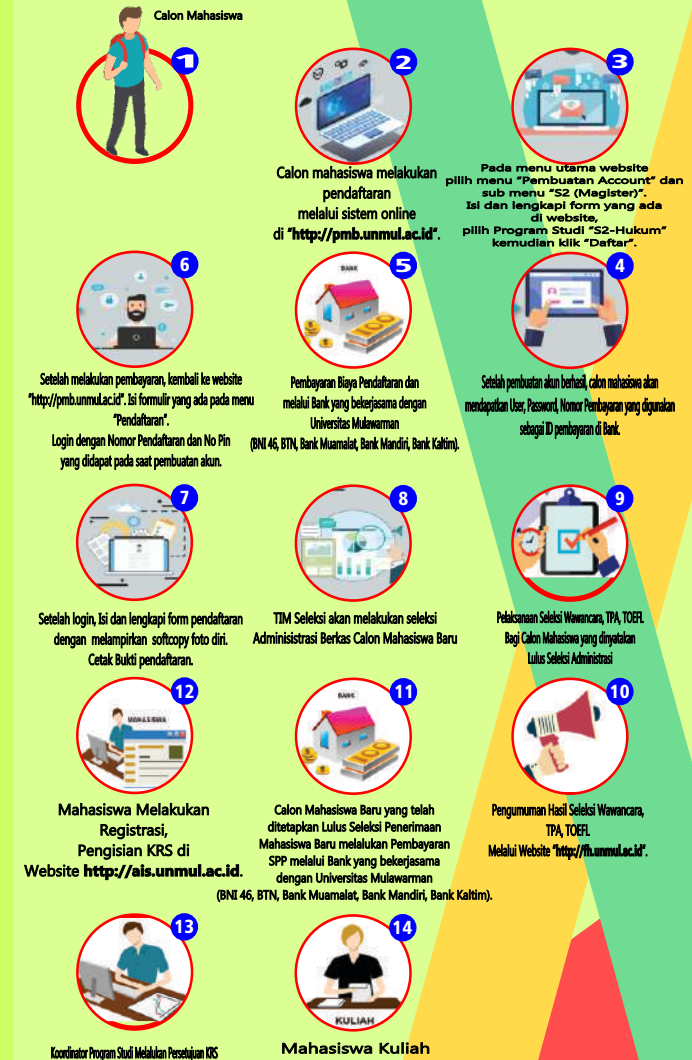 Calon Mahasiswa
1
2
Calon mahasiswa melakukan
pendaftaran
melalui sistem online
di "http://pmb.unmul.ac.id".
3
Pada menu utama website
pilih menu "Pembuatan Account" dan
sub menu "S2 (Magister)".
Isi dan lengkapi form yang ada
di website,
pilih Program Studi "S2-Hukum"
kemudian klik "Daftar".
4
Setelah pembuatan akun berhasil, calon mahasiswa akan
mendapatkan User, Password, Nomor Pembayaran yang digunakan
sebagai ID pembayaran di Bank.
5
BANK
Pembayaran Biaya Pendaftaran dan
melalui Bank yang bekerjasama dengan
Universitas Mulawarman
(BNI 46, BTN, Bank Muamalat, Bank Mandiri, Bank Kaltim).
6
Setelah melakukan pembayaran, kembali ke website
"http://pmb.unmul.ac.id". Isi formulir yang ada pada menu
"Pendaftaran".
Login dengan Nomor Pendaftaran dan No Pin
yang didapat pada saat pembuatan akun.
7
Setelah login, Isi dan lengkapi form pendaftaran
dengan melampirkan softcopy foto diri.
Cetak Bukti pendaftaran.
8
TIM Seleksi akan melakukan seleksi
Adminisistrasi Berkas Calon Mahasiswa Baru
9
Pelaksanaan Seleksi Wawancara, TPA, TOEFL
Bagi Calon Mahasiswa yang dinyatakan
Lulus Seleksi Administrasi
10
Pengumuman Hasil Seleksi Wawancara,
TPA, TOEFL
Melalui Website "http://fh.unmul.ac.id".
11
BANK
100
Calon Mahasiswa Baru yang telah
ditetapkan Lulus Seleksi Penerimaan
Mahasiswa Baru melalukan Pembayaran
SPP melalui Bank yang bekerjasama
dengan Universitas Mulawarman
(BNI 46, BTN, Bank Muamalat, Bank Mandiri, Bank Kaltim).
12
MAHASISWA
Mahasiswa Melakukan
Registrasi,
Pengisian KRS di
Website http://ais.unmul.ac.id.
13
Koordinator Program Studi Melalukan Persetujuan KRS
14
KULIAH
Mahasiswa Kuliah